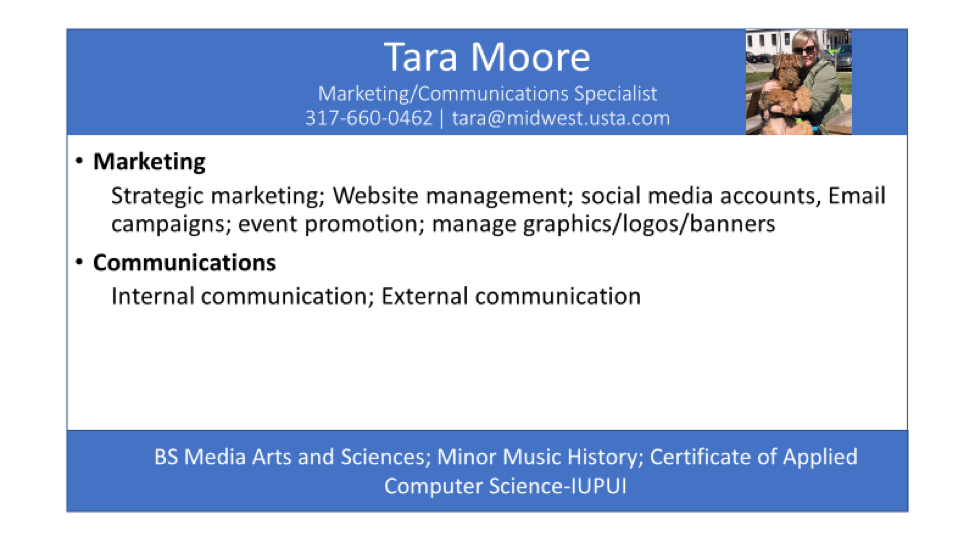 Tara Moore
Marketing/Communications Specialist
317-660-0462 | tara@midwest.usta.com
• Marketing
Strategic marketing; Website management; social media accounts, Email
campaigns; event promotion; manage graphics/logos/banners
• Communications
Internal communication; External communication
BS Media Arts and Sciences; Minor Music History; Certificate of Applied
Computer Science-IUPUI